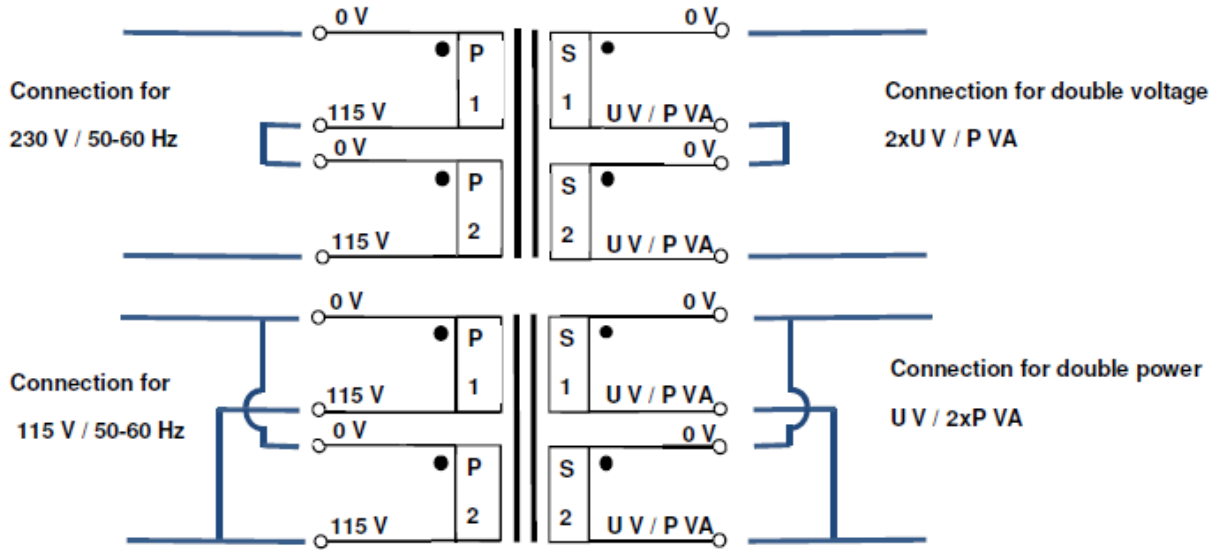 0 V
0 V
P
1
S
1
Connection for
230 V / 50-60 Hz
Connection for double voltage
2xU V / P VA
115 V
U V / P VA
0 V
0 V
P
2
S
2
115 V
U V / P VA
0 V
0 V
P
1
S
1
Connection for
115 V / 50-60 Hz
Connection for double power
U V / 2xP VA
115 V
U V / P VA
0 V
0 V
P
2
S
2
115 V
U V / P VA